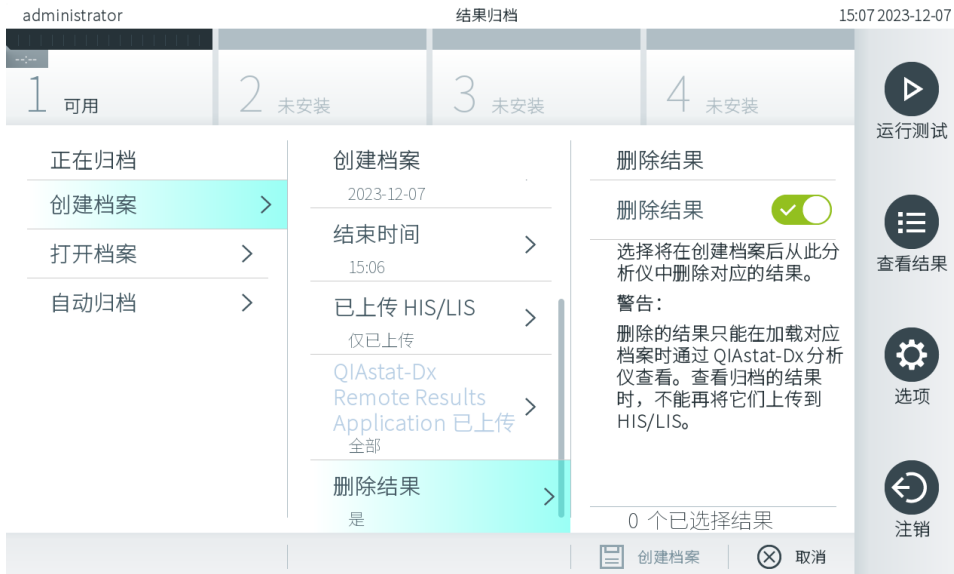 administrator
结果归档
15:07 2023-12-07
--:--
1 可用
2 未安装
3 未安装
4 未安装
正在归档
创建档案
打开档案
自动归档
创建档案
2023-12-07
结束时间
15:06
已上传 HIS/LIS
仅已上传
QIAstat-Dx
Remote Results
Application 已上传
全部
删除结果
是
删除结果
删除结果
选择将在创建档案后从此分
析仪中删除对应的结果。
警告：
删除的结果只能在加载对应
档案时通过 QIAstat-Dx 分析
仪查看。查看归档的结果
时，不能再将它们上传到
HIS/LIS。
0 个已选择结果
运行测试
查看结果
选项
注销
创建档案
取消